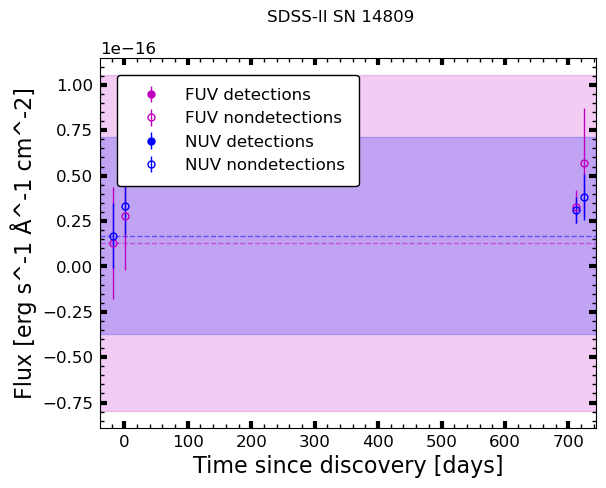 SDSS-II SN 14809
1e−16
1.00
0.75
0.50
0.25
0.00
−0.25
−0.50
−0.75
Flux [erg s^-1 Å^-1 cm^-2]
FUV detections
FUV nondetections
NUV detections
NUV nondetections
0 100 200 300 400 500 600 700
Time since discovery [days]